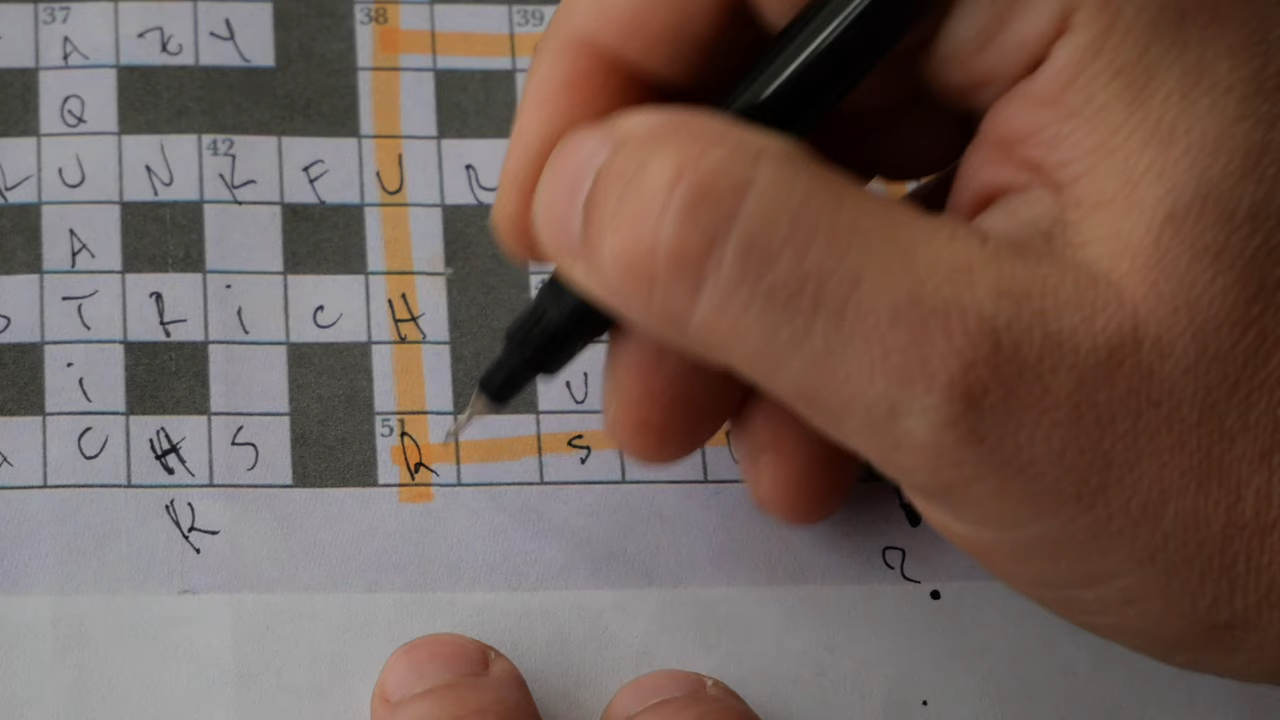 37 A Z Y 38 39
Q
U N 42 K F U R
A
T R i C H
i U
51
C H S R S
K
?